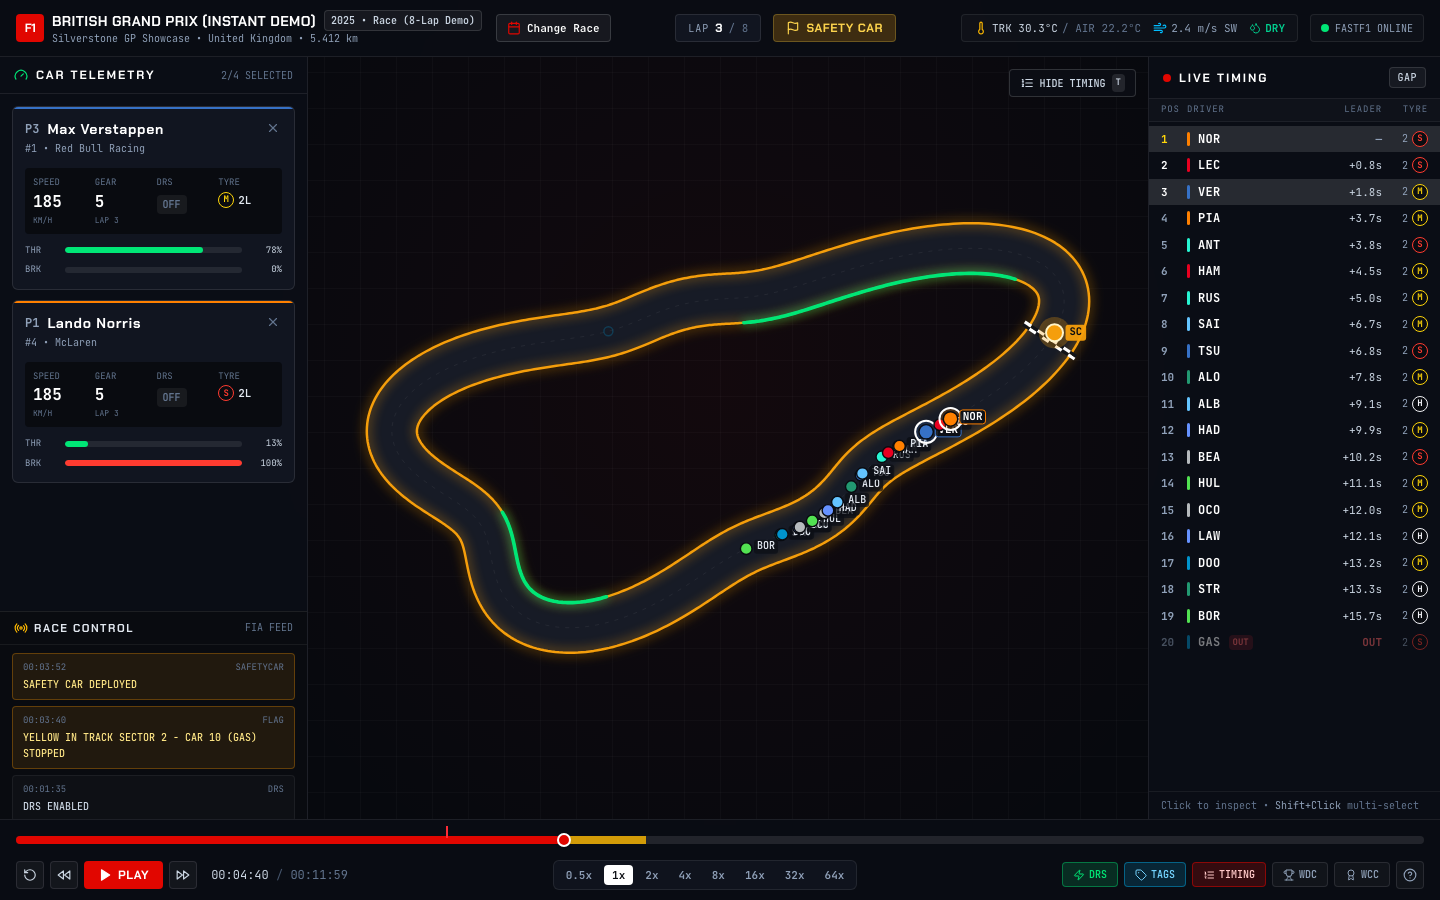 F1 BRITISH GRAND PRIX (INSTANT DEMO) 2025 • Race (8-Lap Demo)
Silverstone GP Showcase • United Kingdom • 5.412 km
Change Race
LAP 3 / 8
SAFETY CAR
TRK 30.3°C / AIR 22.2°C 2.4 m/s SW DRY
FASTF1 ONLINE
CAR TELEMETRY 2/4 SELECTED
P3 Max Verstappen
#1 • Red Bull Racing
SPEED GEAR DRS TYRE
185 5 OFF M 2L
KM/H LAP 3
THR 78%
BRK 0%
P1 Lando Norris
#4 • McLaren
SPEED GEAR DRS TYRE
185 5 OFF S 2L
KM/H LAP 3
THR 13%
BRK 100%
RACE CONTROL FIA FEED
00:03:52 SAFETYCAR
SAFETY CAR DEPLOYED
00:03:40 FLAG
YELLOW IN TRACK SECTOR 2 - CAR 10 (GAS)
STOPPED
00:01:35 DRS
DRS ENABLED
HIDE TIMING T
SC
NOR
VER
PIA
SAI
ALO
ALB
HAD
HUL
BOR
LIVE TIMING GAP
POS DRIVER LEADER TYRE
1 NOR — 2 S
2 LEC +0.8s 2 S
3 VER +1.8s 2 M
4 PIA +3.7s 2 M
5 ANT +3.8s 2 S
6 HAM +4.5s 2 M
7 RUS +5.0s 2 M
8 SAI +6.7s 2 M
9 TSU +6.8s 2 S
10 ALO +7.8s 2 M
11 ALB +9.1s 2 H
12 HAD +9.9s 2 M
13 BEA +10.2s 2 S
14 HUL +11.1s 2 M
15 OCO +12.0s 2 M
16 LAW +12.1s 2 H
17 DOO +13.2s 2 M
18 STR +13.3s 2 H
19 BOR +15.7s 2 H
20 GAS OUT OUT 2 S
Click to inspect • Shift+Click multi-select
PLAY
00:04:40 / 00:11:59
0.5x 1x 2x 4x 8x 16x 32x 64x
DRS TAGS TIMING WDC WCC